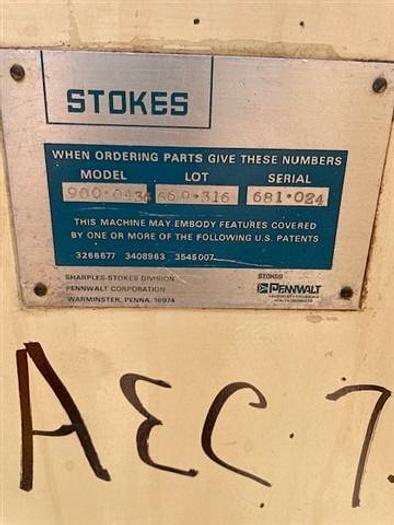 STOKES
WHEN ORDERING PARTS GIVE THESE NUMBERS
MODEL LOT SERIAL
669·316 681·024
THIS MACHINE MAY EMBODY FEATURES COVERED
BY ONE OR MORE OF THE FOLLOWING U.S. PATENTS
3266677 3408963 3545007
SHARPLES-STOKES DIVISION
PENNWALT CORPORATION
WARMINSTER, PENNA. 18974
STOKES
PENNWALT
AEC·7